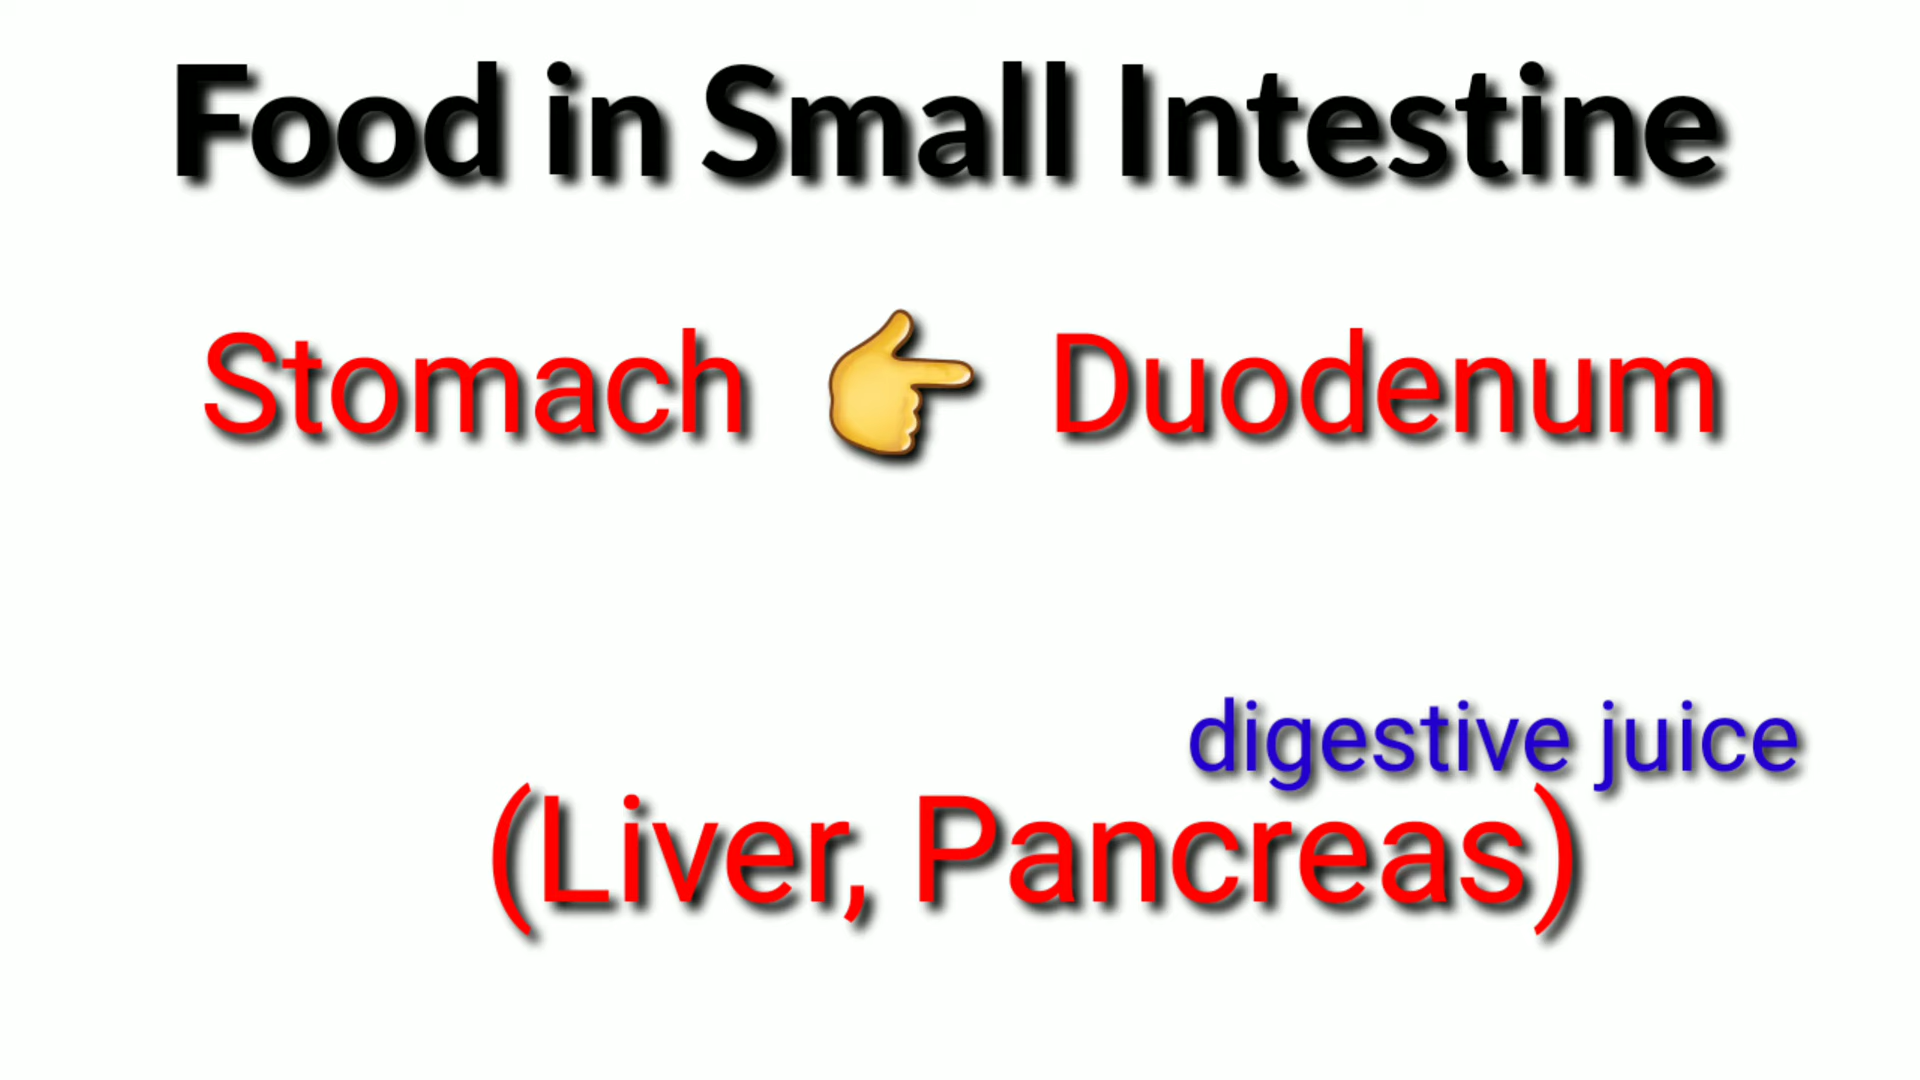 Food in Small Intestine
Stomach 👉 Duodenum
digestive juice
(Liver, Pancreas)